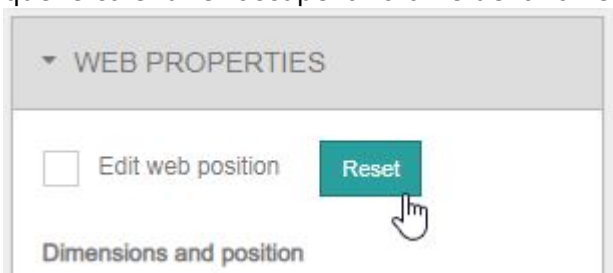 WEB PROPERTIES
Edit web position Reset
Dimensions and position